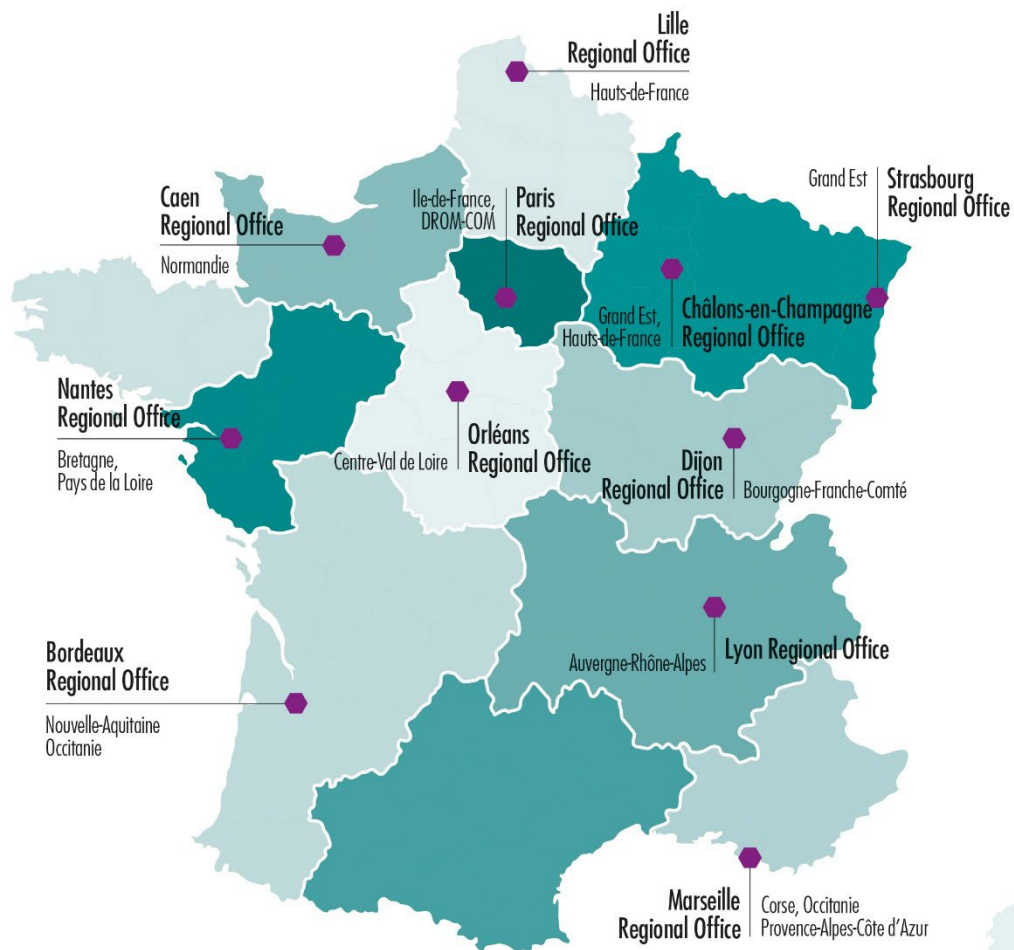 Lille
Regional Office
Hauts-de-France
Grand Est
Strasbourg
Regional Office
Caen
Regional Office
Normandie
Ile-de-France,
DROM-COM
Paris
Regional Office
Grand Est,
Hauts-de-France
Châlons-en-Champagne
Regional Office
Nantes
Regional Office
Bretagne,
Pays de la Loire
Centre-Val de Loire
Orléans
Regional Office
Dijon
Regional Office
Bourgogne-Franche-Comté
Bordeaux
Regional Office
Nouvelle-Aquitaine
Occitanie
Auvergne-Rhône-Alpes
Lyon Regional Office
Marseille
Regional Office
Corse, Occitanie
Provence-Alpes-Côte d'Azur